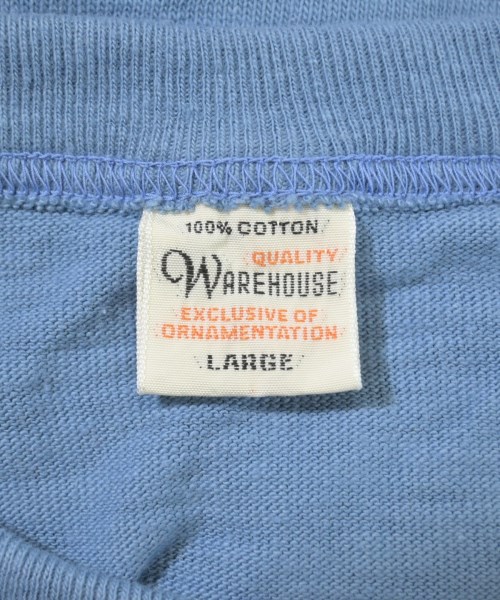 100% COTTON
QUALITY
WAREHOUSE
EXCLUSIVE OF
ORNAMENTATION
LARGE